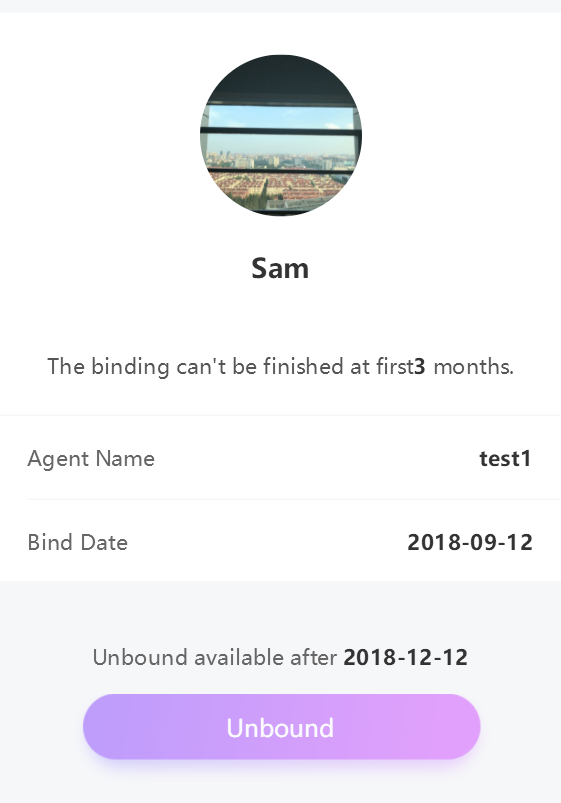 Sam
The binding can't be finished at first3 months.
Agent Name test1
Bind Date 2018-09-12
Unbound available after 2018-12-12
Unbound